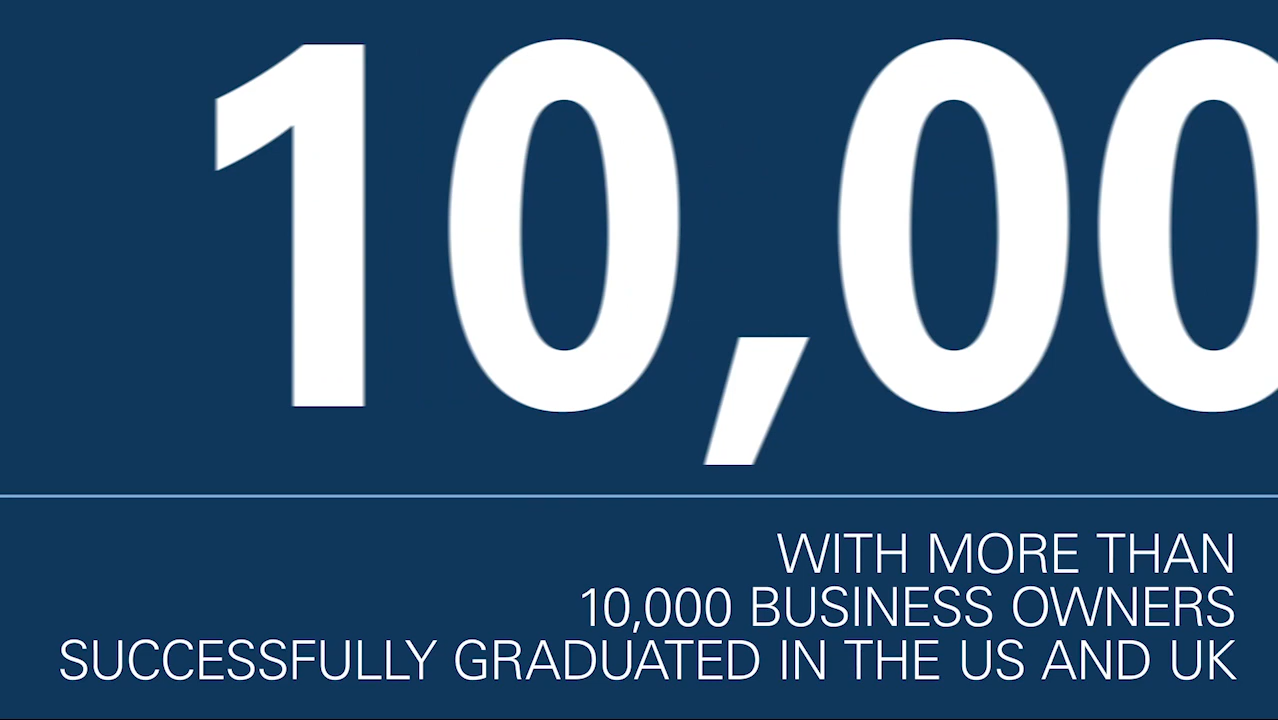 10,00
WITH MORE THAN
10,000 BUSINESS OWNERS
SUCCESSFULLY GRADUATED IN THE US AND UK